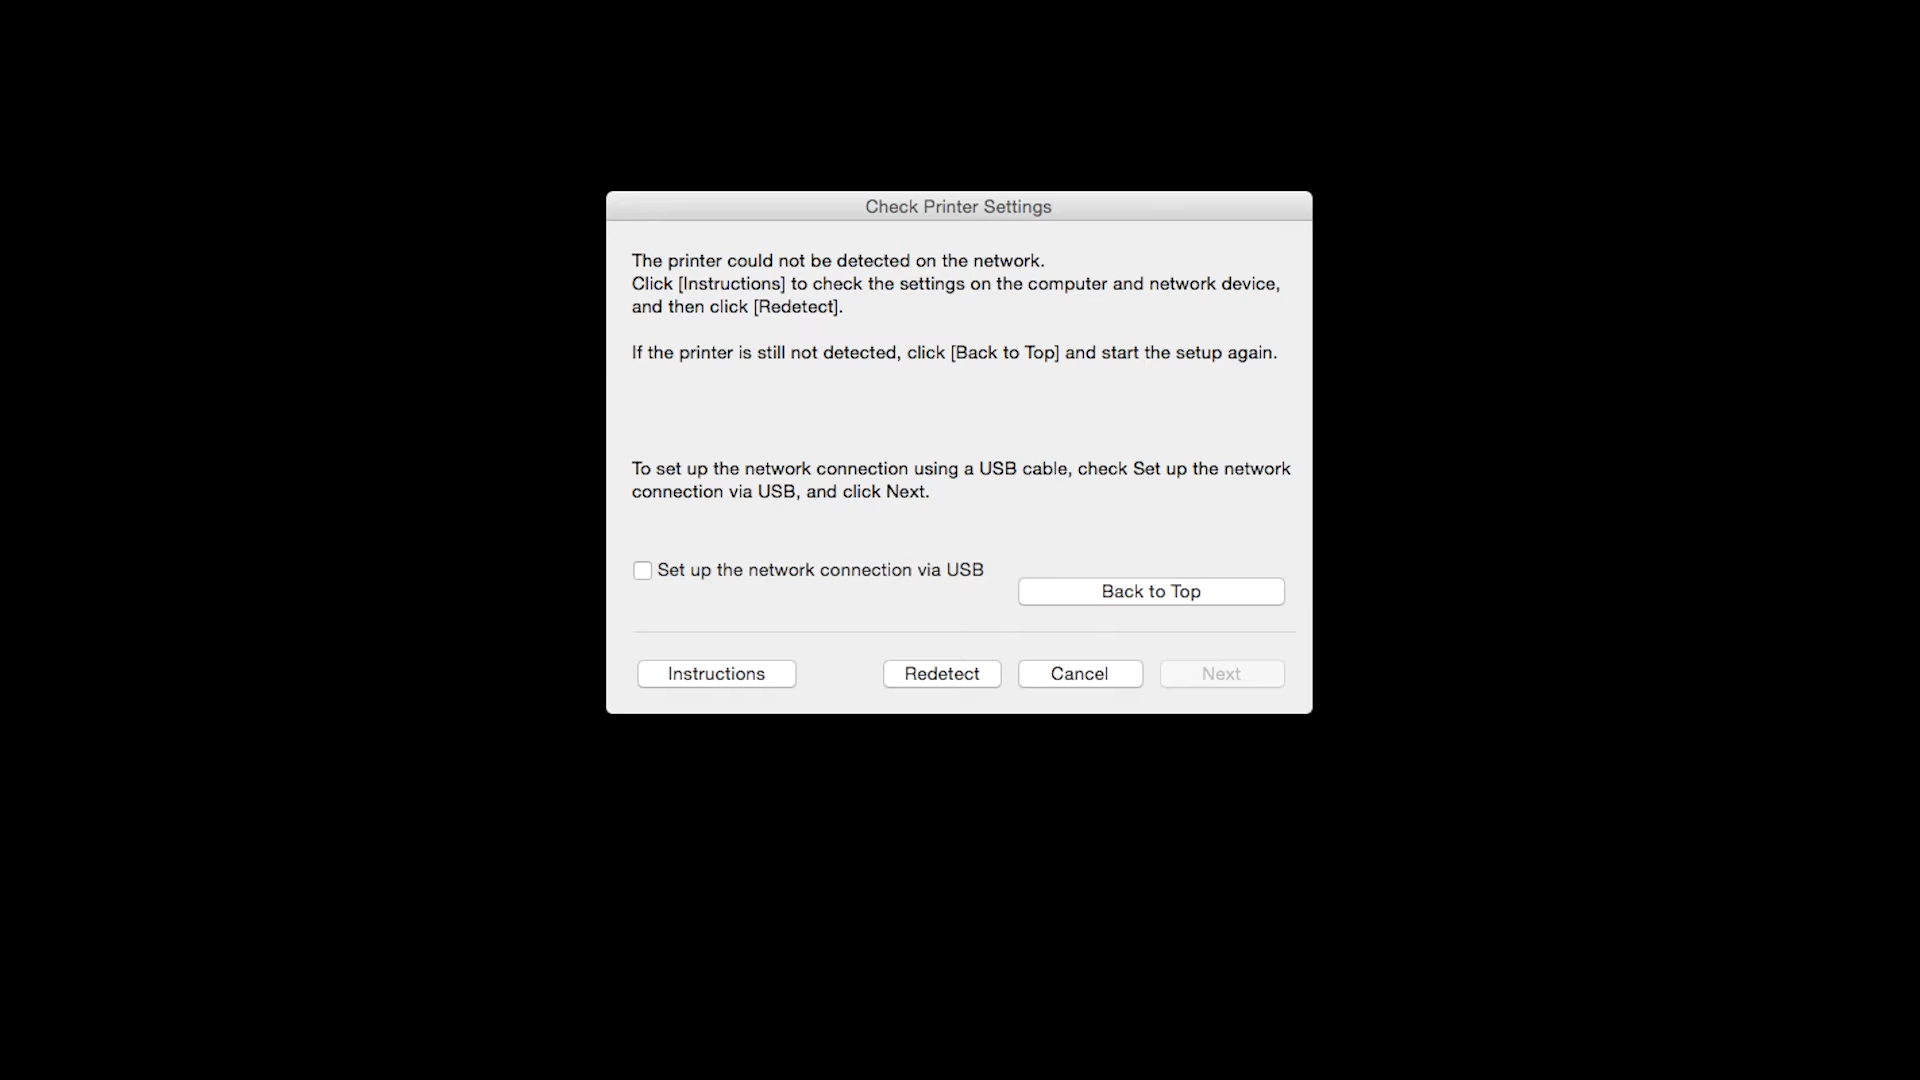 Check Printer Settings
The printer could not be detected on the network.
Click [Instructions] to check the settings on the computer and network device,
and then click [Redetect].
If the printer is still not detected, click [Back to Top] and start the setup again.
To set up the network connection using a USB cable, check Set up the network
connection via USB, and click Next.
Set up the network connection via USB
Back to Top
Instructions
Redetect
Cancel
Next